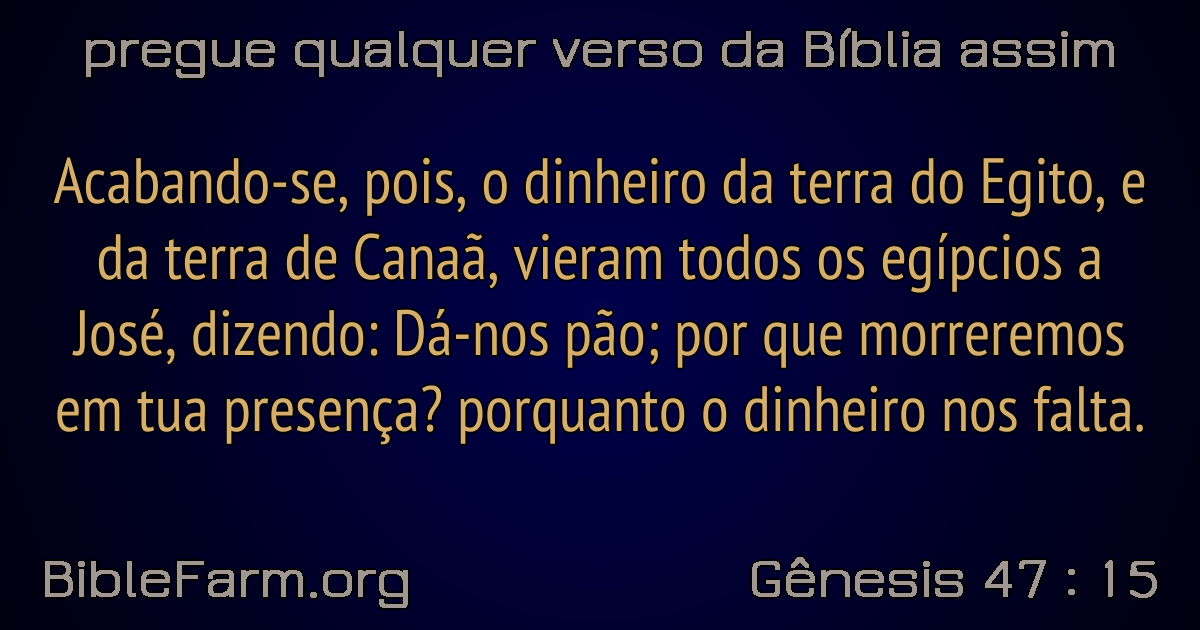 pregue qualquer verso da Bíblia assim
Acabando-se, pois, o dinheiro da terra do Egito, e
da terra de Canaã, vieram todos os egípcios a
José, dizendo: Dá-nos pão; por que morreremos
em tua presença? porquanto o dinheiro nos falta.
BibleFarm.org
Gênesis 47 : 15